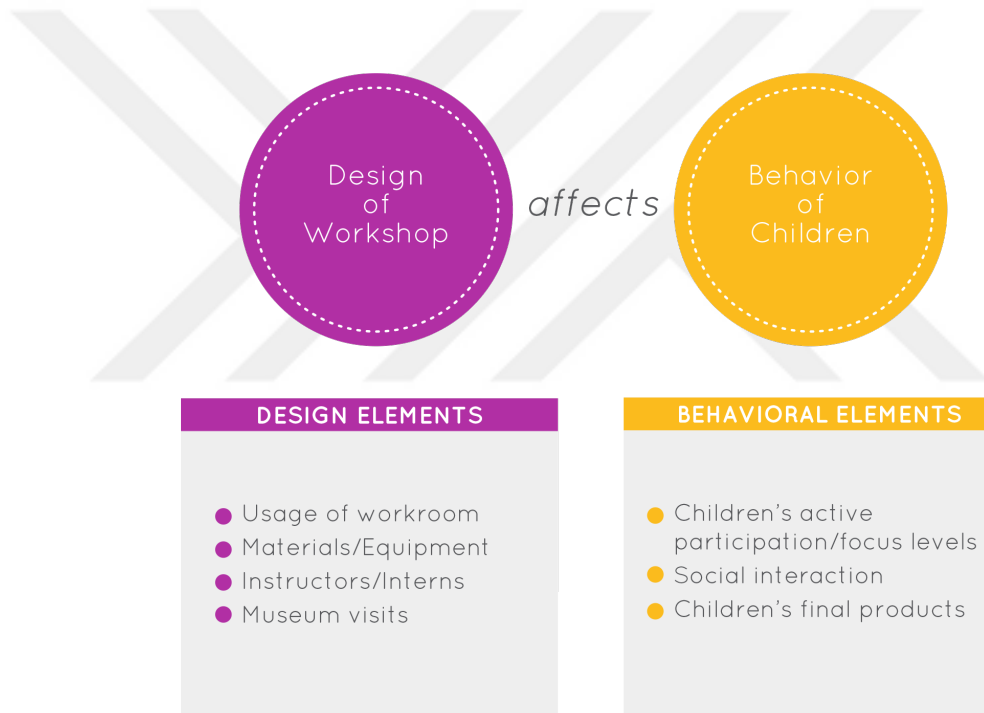 Design
of
Workshop
affects
Behavior
of
Children
DESIGN ELEMENTS
Usage of workroom
Materials/Equipment
Instructors/Interns
Museum visits
BEHAVIORAL ELEMENTS
Children's active
participation/focus levels
Social interaction
Children's final products